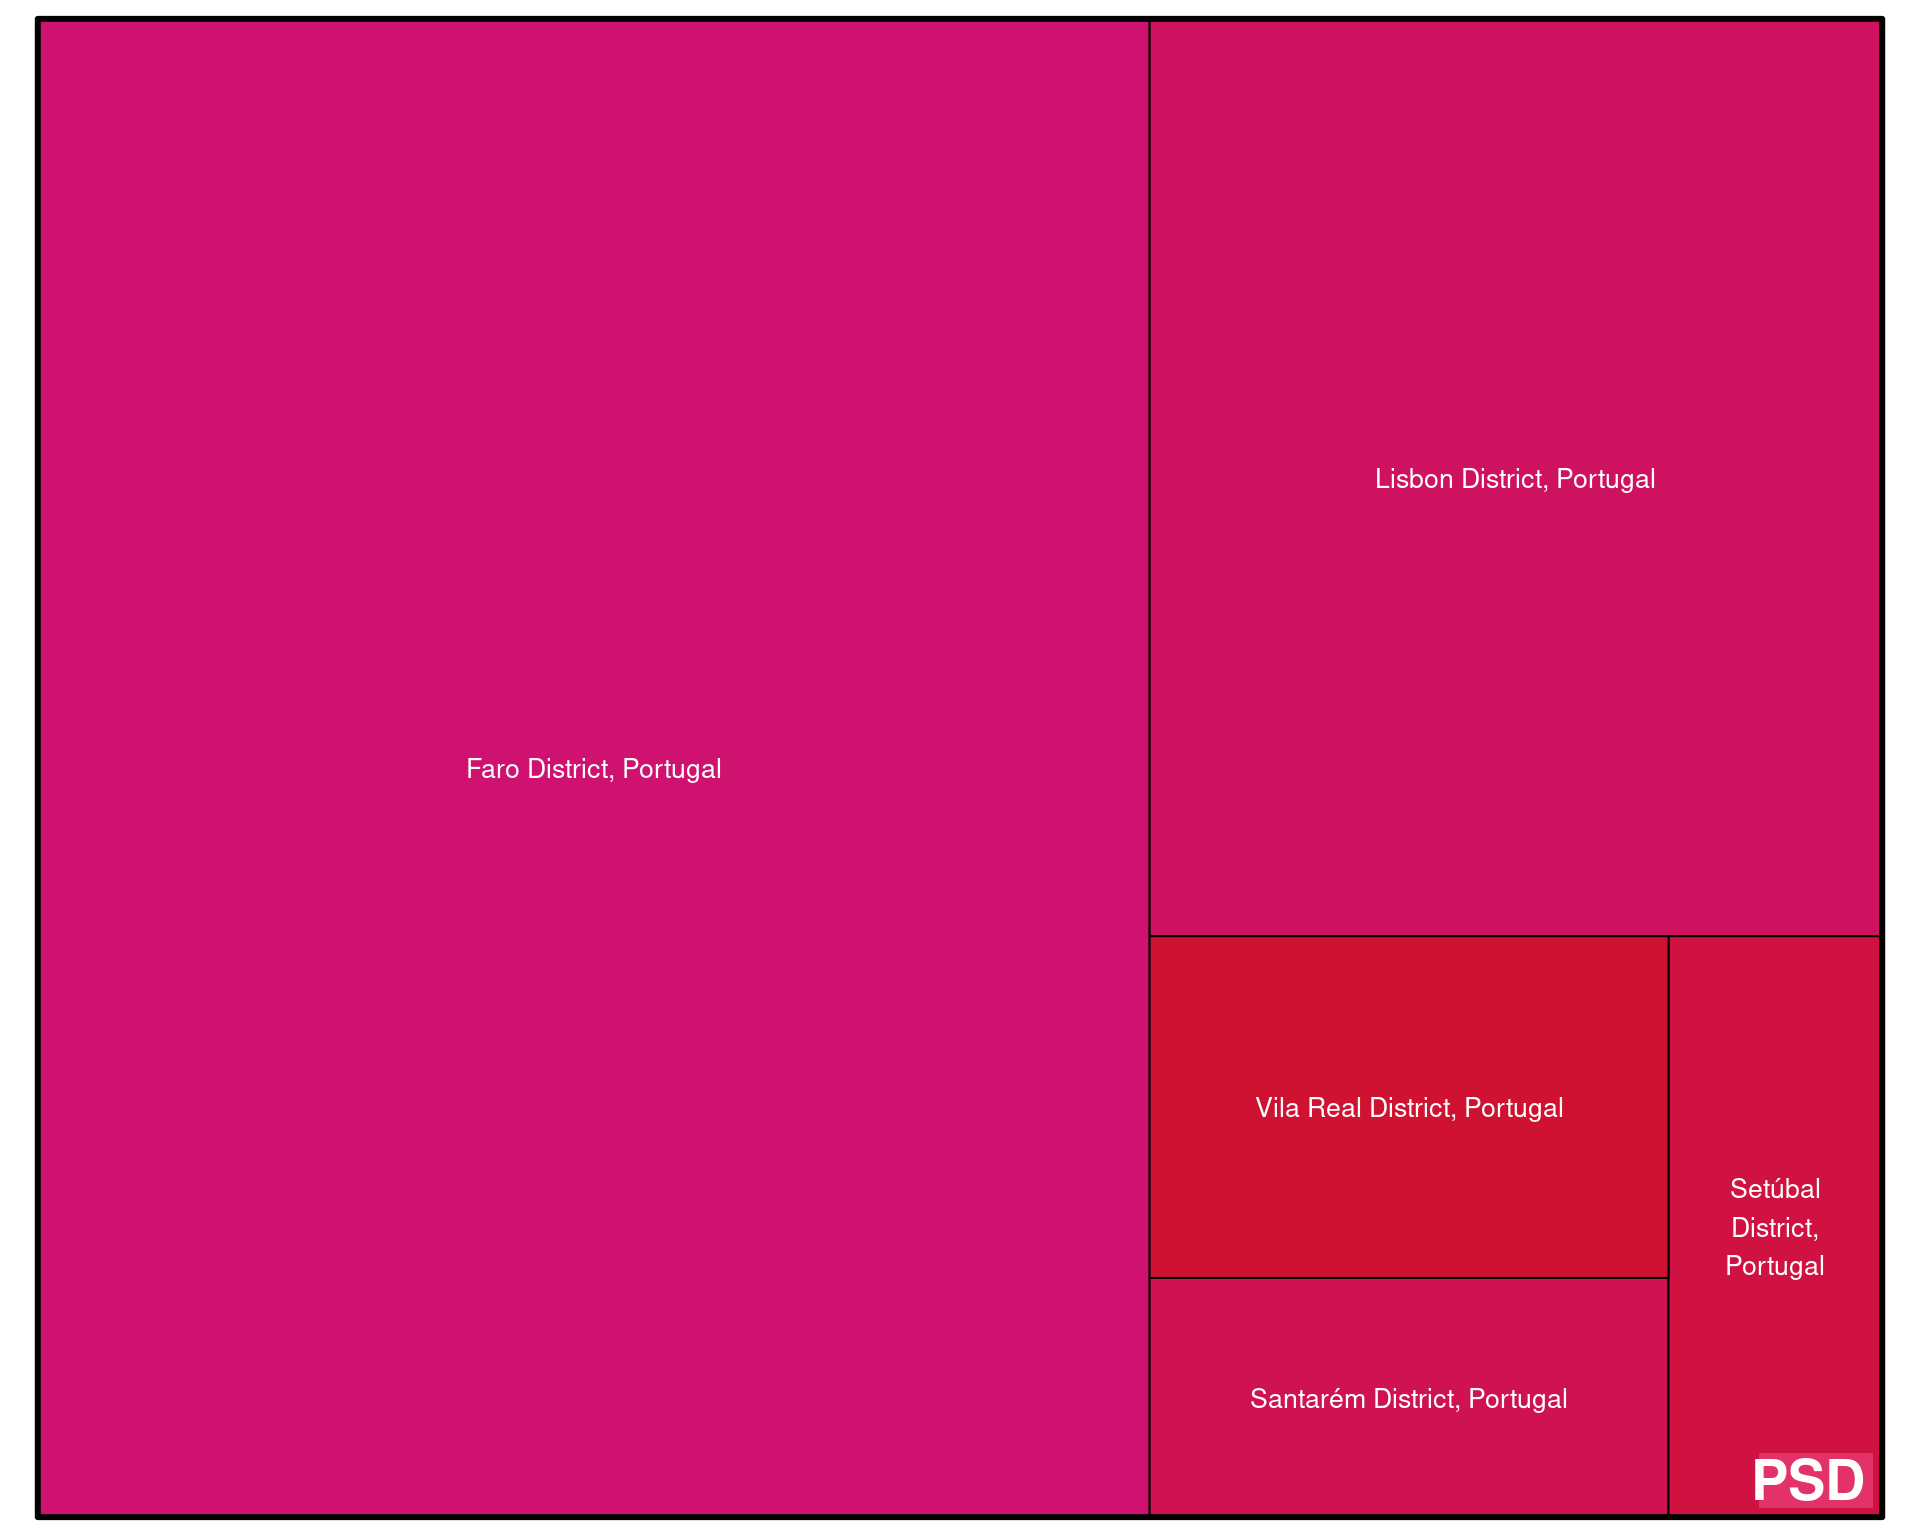 Faro District, Portugal
Lisbon District, Portugal
Vila Real District, Portugal
Setúbal
District,
Portugal
Santarém District, Portugal
PSD